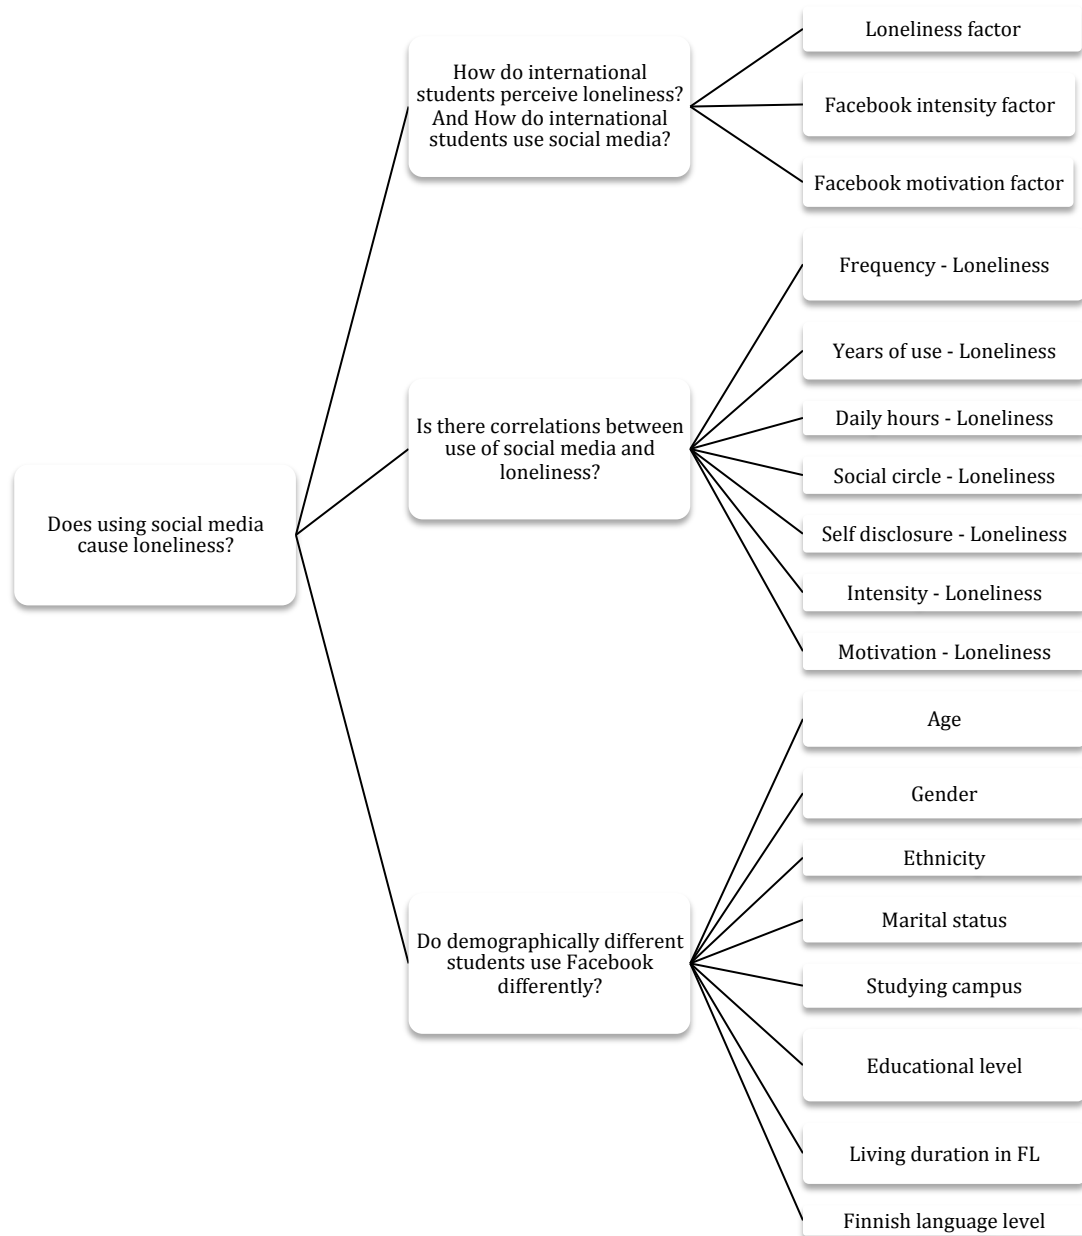 Does using social media
cause loneliness?
How do international
students perceive loneliness?
And How do international
students use social media?
Loneliness factor
Facebook intensity factor
Facebook motivation factor
Is there correlations between
use of social media and
loneliness?
Frequency - Loneliness
Years of use - Loneliness
Daily hours - Loneliness
Social circle - Loneliness
Self disclosure - Loneliness
Intensity - Loneliness
Motivation - Loneliness
Do demographically different
students use Facebook
differently?
Age
Gender
Ethnicity
Marital status
Studying campus
Educational level
Living duration in FL
Finnish language level